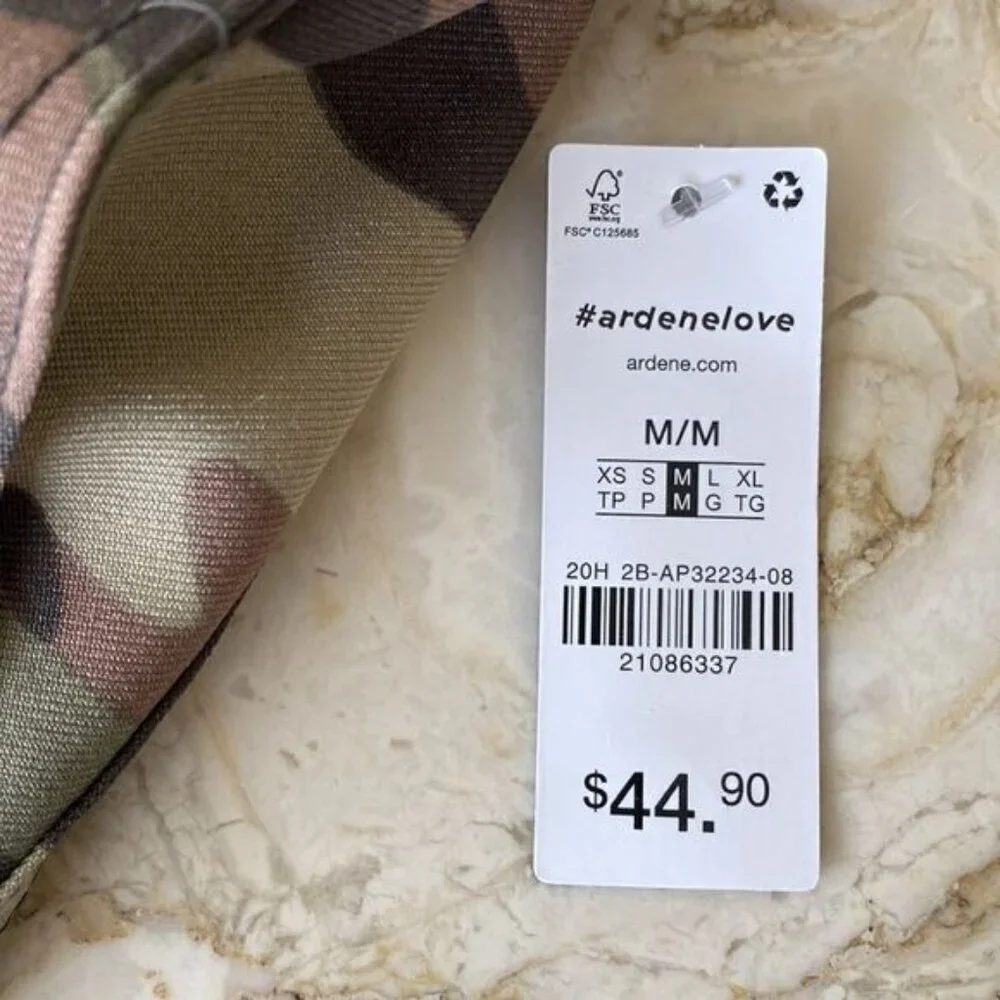 FSC®
FSC® C125685
#ardenelove
ardene.com
M/M
XS S M L XL
TP P M G TG
20H 2B-AP32234-08
21086337
$44.90